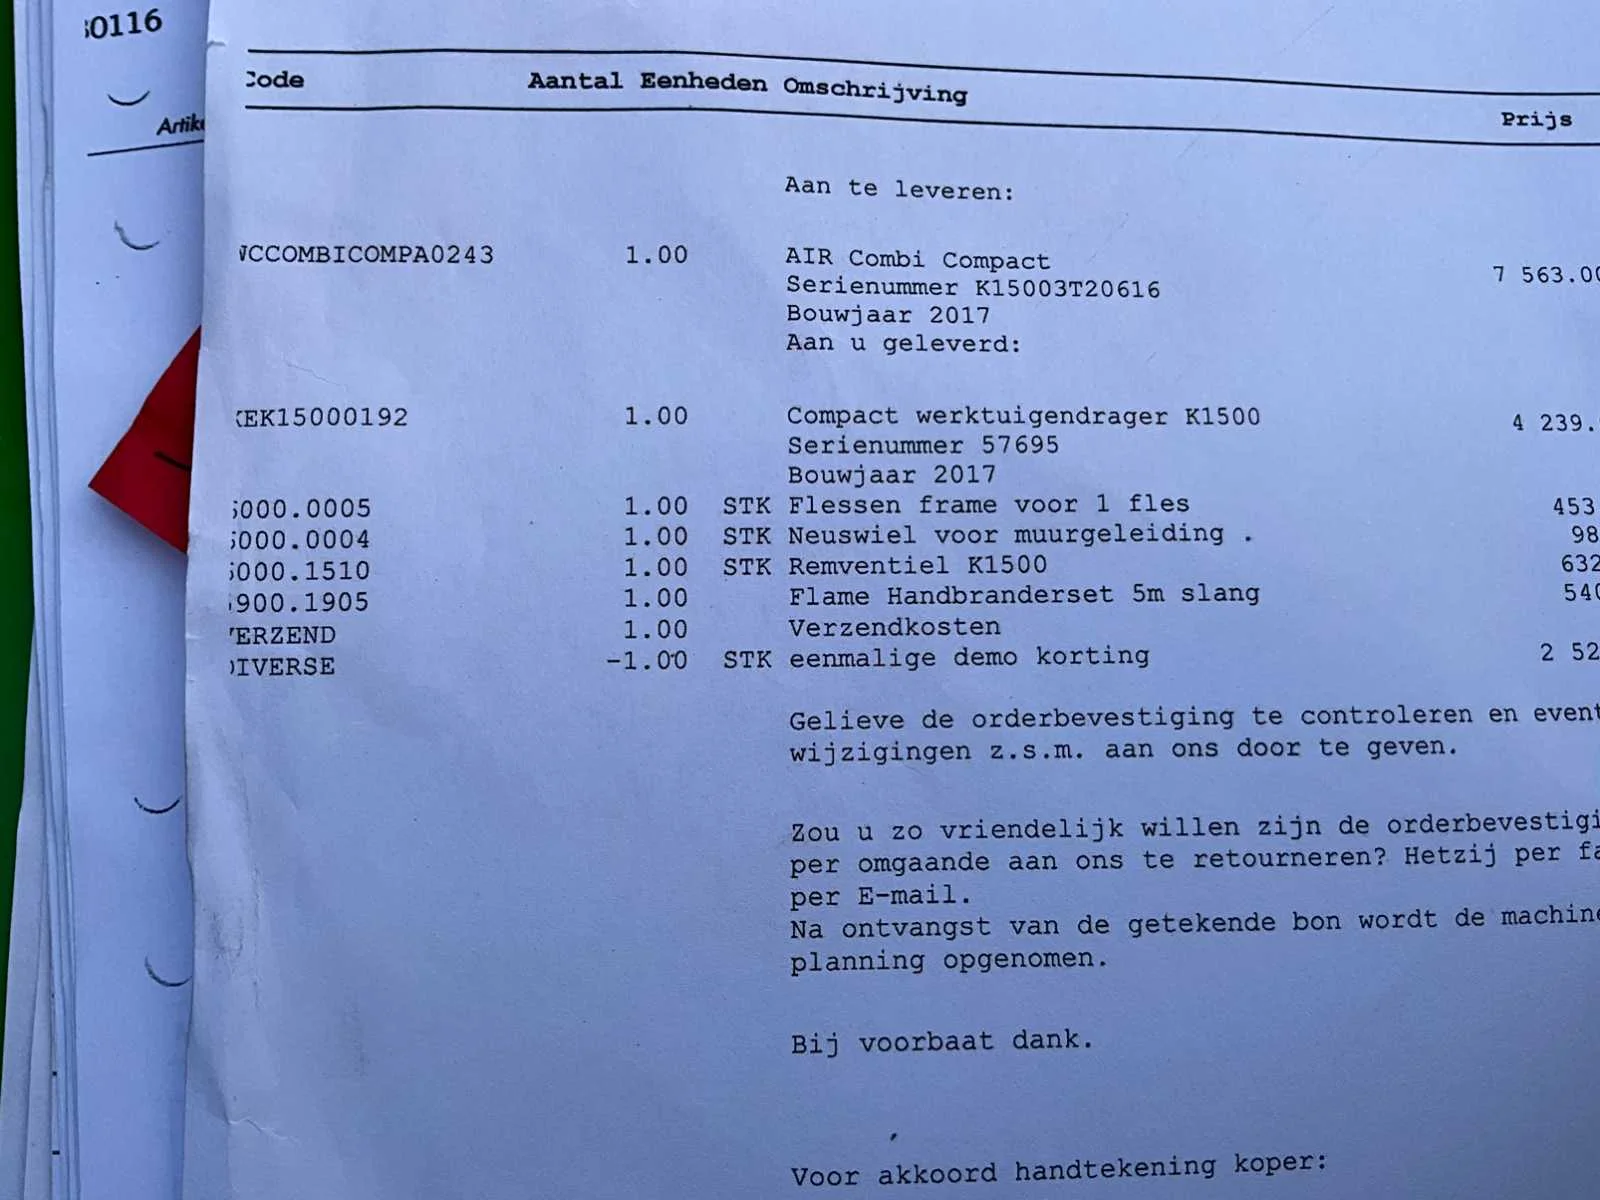 0116
Artik
Code Aantal Eenheden Omschrijving Prijs
Aan te leveren:
CCOMBICOMPA0243 1.00 AIR Combi Compact 7 563.00
Serienummer K15003T20616
Bouwjaar 2017
Aan u geleverd:
EK15000192 1.00 Compact werktuigendrager K1500 4 239.
Serienummer 57695
Bouwjaar 2017
000.0005 1.00 STK Flessen frame voor 1 fles 453
000.0004 1.00 STK Neuswiel voor muurgeleiding . 98
000.1510 1.00 STK Remventiel K1500 632
900.1905 1.00 Flame Handbranderset 5m slang 540
VERZEND 1.00 Verzendkosten
DIVERSE -1.00 STK eenmalige demo korting 2 52
Gelieve de orderbevestiging te controleren en event
wijzigingen z.s.m. aan ons door te geven.
Zou u zo vriendelijk willen zijn de orderbevestigi
per omgaande aan ons te retourneren? Hetzij per fa
per E-mail.
Na ontvangst van de getekende bon wordt de machine
planning opgenomen.
Bij voorbaat dank.
Voor akkoord handtekening koper: